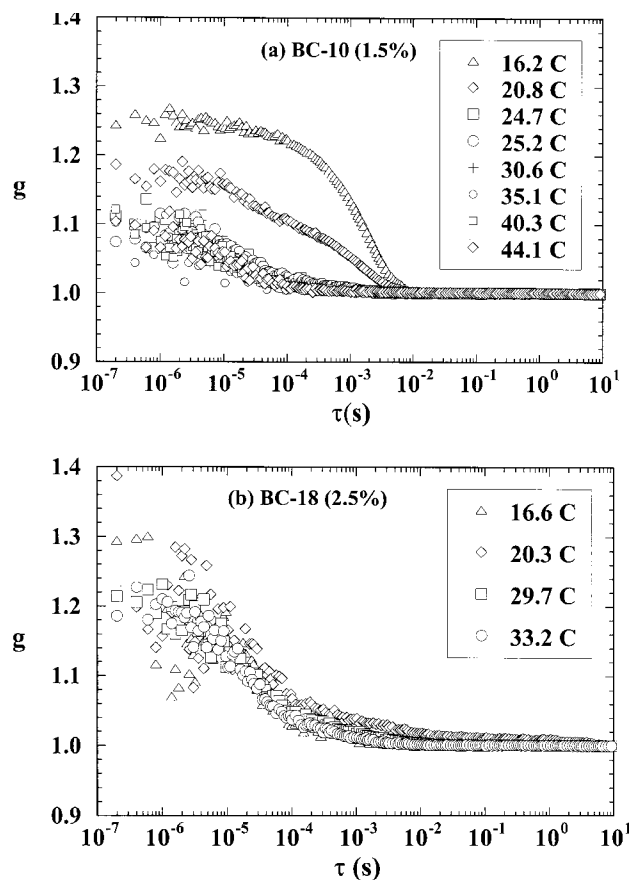 1.4
(a) BC-10 (1.5%)
△ 16.2 C
◇ 20.8 C
□ 24.7 C
○ 25.2 C
+ 30.6 C
○ 35.1 C
□ 40.3 C
◇ 44.1 C
1.3
1.2
g
1.1
1.0
0.9
10⁻⁷ 10⁻⁶ 10⁻⁵ 10⁻⁴ 10⁻³ 10⁻² 10⁻¹ 10⁰ 10¹
τ(s)
1.4
(b) BC-18 (2.5%)
△ 16.6 C
◇ 20.3 C
□ 29.7 C
○ 33.2 C
1.3
1.2
g
1.1
1.0
0.9
10⁻⁷ 10⁻⁶ 10⁻⁵ 10⁻⁴ 10⁻³ 10⁻² 10⁻¹ 10⁰ 10¹
τ (s)